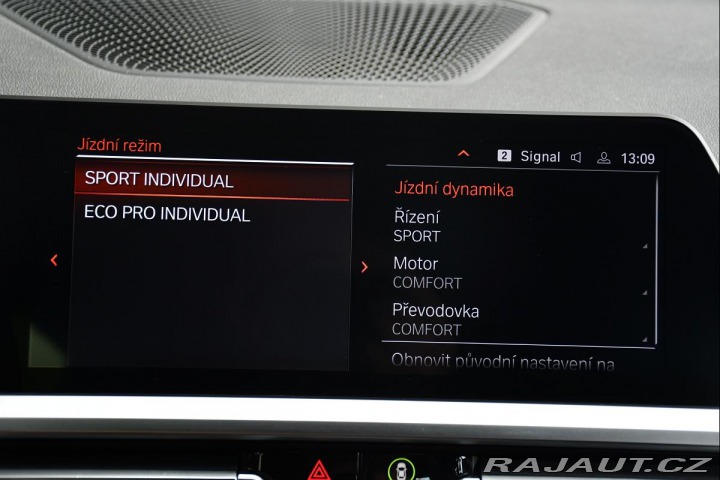 Jízdní režim
SPORT INDIVIDUAL
ECO PRO INDIVIDUAL
2 Signal 13:09
Jízdní dynamika
Řízení
SPORT
Motor
COMFORT
Převodovka
COMFORT
Obnovit původní nastavení na
RAJAUT.CZ